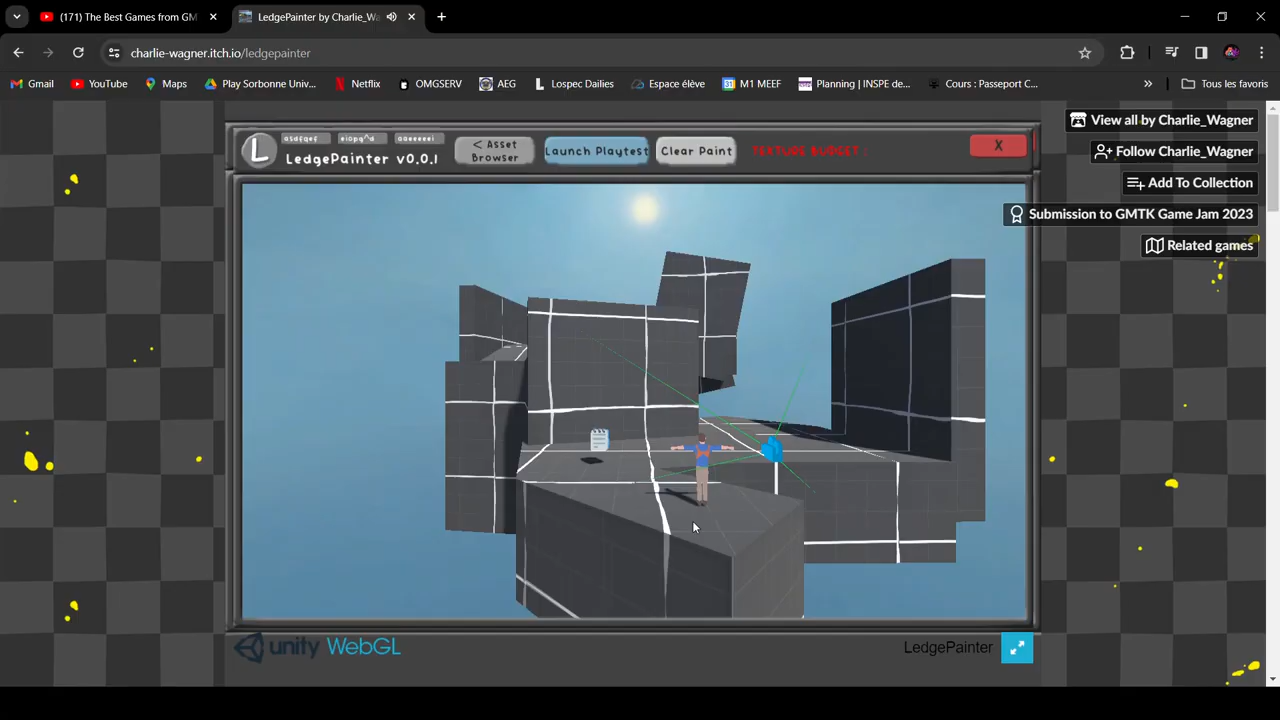 (171) The Best Games from GM
LedgePainter by Charlie_Wa
charlie-wagner.itch.io/ledgepainter
Gmail
YouTube
Maps
Play Sorbonne Univ...
Netflix
OMGSERV
AEG
Lospec Dailies
Espace élève
M1 MEEF
Planning | INSPE de...
Cours : Passeport C...
»
Tous les favoris
L
asdfqef
LedgePainter v0.0.1
< Asset
Browser
Launch Playtest
Clear Paint
TEXTURE BUDGET :
X
View all by Charlie_Wagner
Follow Charlie_Wagner
Add To Collection
Submission to GMTK Game Jam 2023
Related games
unity WebGL
LedgePainter